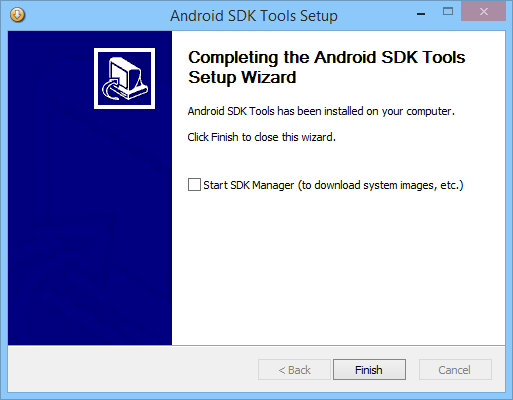 Android SDK Tools Setup
Completing the Android SDK Tools
Setup Wizard
Android SDK Tools has been installed on your computer.
Click Finish to close this wizard.
Start SDK Manager (to download system images, etc.)
< Back
Finish
Cancel